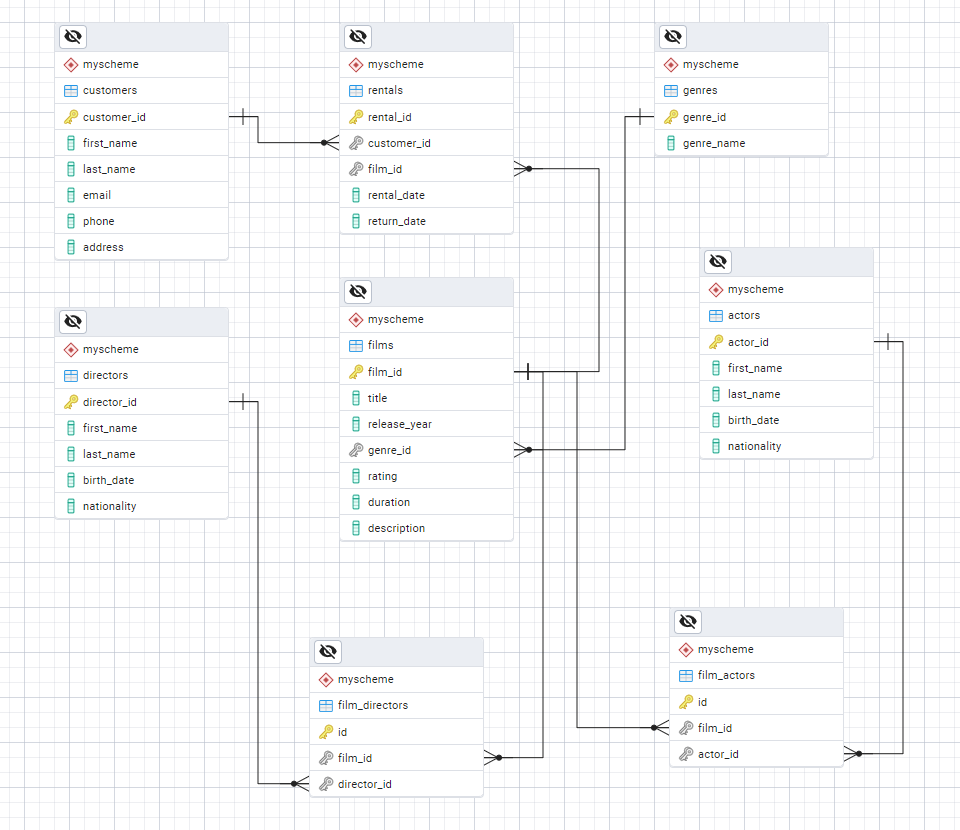 myscheme
customers
customer_id
first_name
last_name
email
phone
address
myscheme
rentals
rental_id
customer_id
film_id
rental_date
return_date
myscheme
genres
genre_id
genre_name
myscheme
directors
director_id
first_name
last_name
birth_date
nationality
myscheme
films
film_id
title
release_year
genre_id
rating
duration
description
myscheme
actors
actor_id
first_name
last_name
birth_date
nationality
myscheme
film_directors
id
film_id
director_id
myscheme
film_actors
id
film_id
actor_id